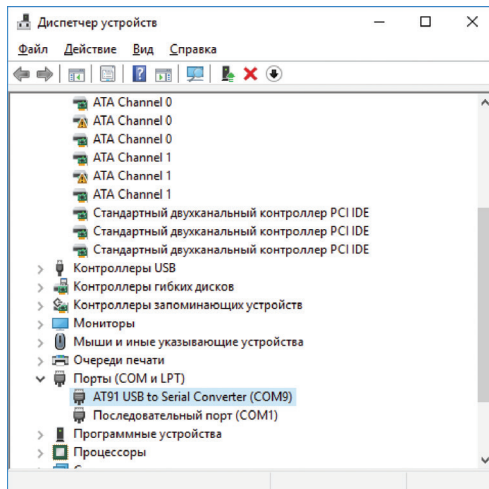 Диспетчер устройств
Файл Действие Вид Справка
ATA Channel 0
ATA Channel 0
ATA Channel 0
ATA Channel 1
ATA Channel 1
ATA Channel 1
Стандартный двухканальный контроллер PCI IDE
Стандартный двухканальный контроллер PCI IDE
Стандартный двухканальный контроллер PCI IDE
Контроллеры USB
Контроллеры гибких дисков
Контроллеры запоминающих устройств
Мониторы
Мыши и иные указывающие устройства
Очереди печати
Порты (COM и LPT)
AT91 USB to Serial Converter (COM9)
Последовательный порт (COM1)
Программные устройства
Процессоры